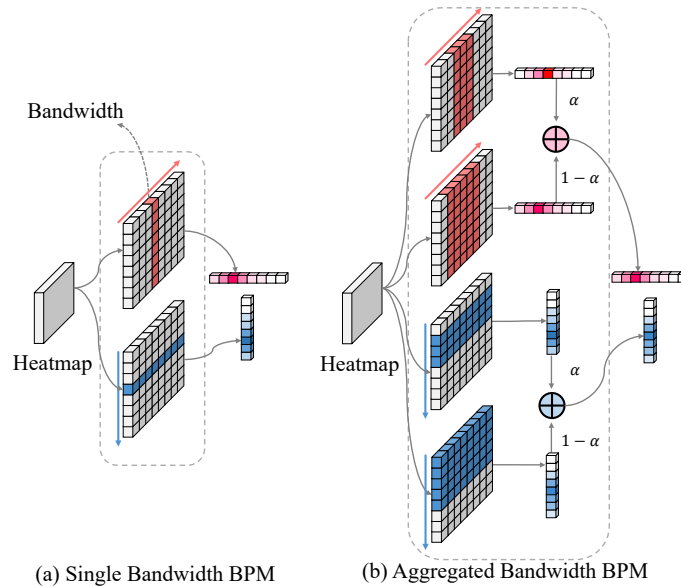 Bandwidth
Heatmap
(a) Single Bandwidth BPM
α
1 − α
Heatmap
α
1 − α
(b) Aggregated Bandwidth BPM